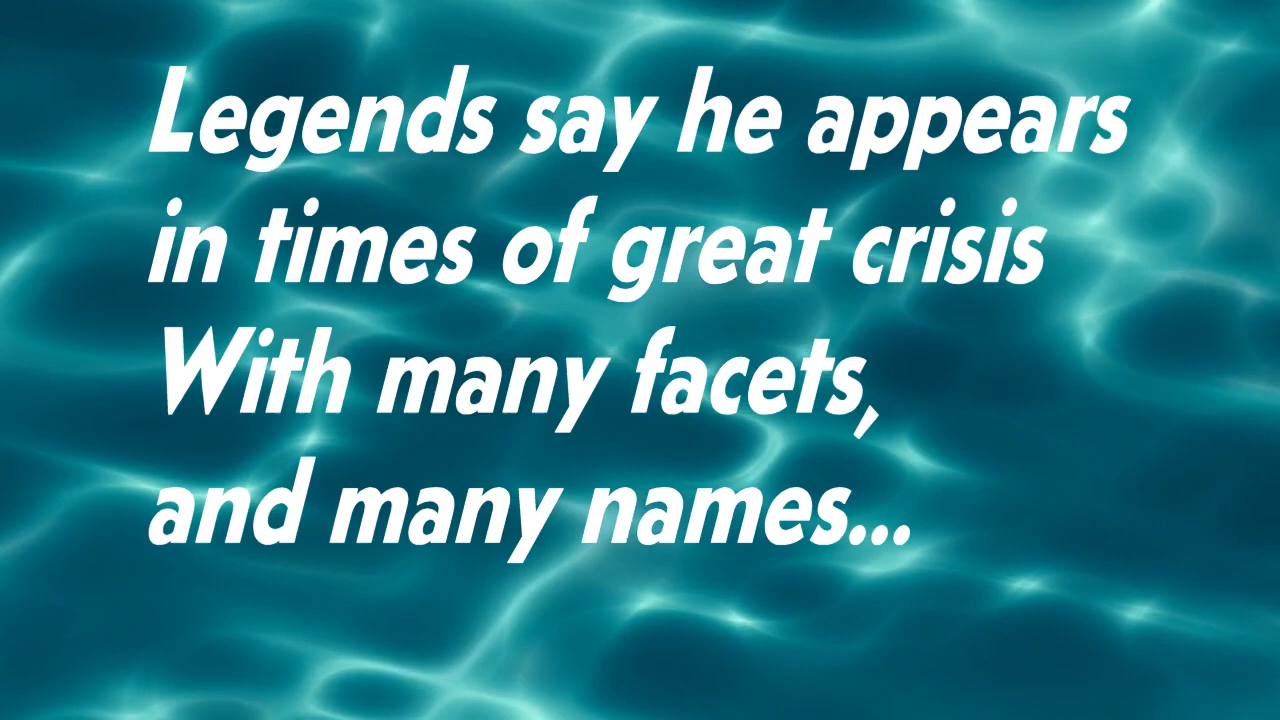 Legends say he appears
in times of great crisis
With many facets,
and many names...